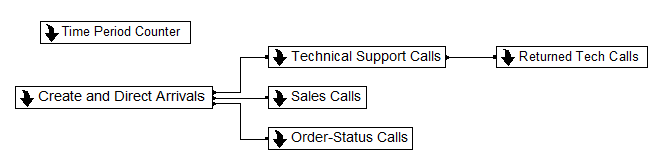 Time Period Counter
Technical Support Calls
Returned Tech Calls
Create and Direct Arrivals
Sales Calls
Order-Status Calls